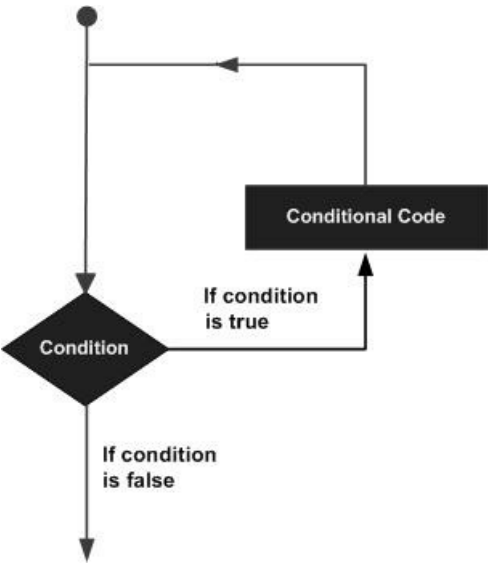 Conditional Code
If condition
is true
Condition
If condition
is false